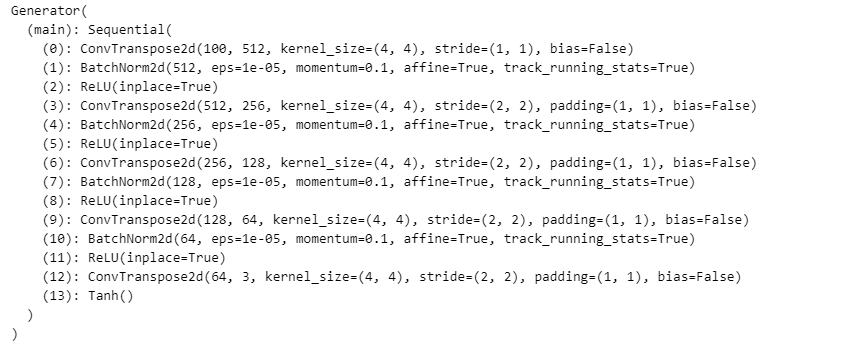 Generator(
  (main): Sequential(
    (0): ConvTranspose2d(100, 512, kernel_size=(4, 4), stride=(1, 1), bias=False)
    (1): BatchNorm2d(512, eps=1e-05, momentum=0.1, affine=True, track_running_stats=True)
    (2): ReLU(inplace=True)
    (3): ConvTranspose2d(512, 256, kernel_size=(4, 4), stride=(2, 2), padding=(1, 1), bias=False)
    (4): BatchNorm2d(256, eps=1e-05, momentum=0.1, affine=True, track_running_stats=True)
    (5): ReLU(inplace=True)
    (6): ConvTranspose2d(256, 128, kernel_size=(4, 4), stride=(2, 2), padding=(1, 1), bias=False)
    (7): BatchNorm2d(128, eps=1e-05, momentum=0.1, affine=True, track_running_stats=True)
    (8): ReLU(inplace=True)
    (9): ConvTranspose2d(128, 64, kernel_size=(4, 4), stride=(2, 2), padding=(1, 1), bias=False)
    (10): BatchNorm2d(64, eps=1e-05, momentum=0.1, affine=True, track_running_stats=True)
    (11): ReLU(inplace=True)
    (12): ConvTranspose2d(64, 3, kernel_size=(4, 4), stride=(2, 2), padding=(1, 1), bias=False)
    (13): Tanh()
  )
)